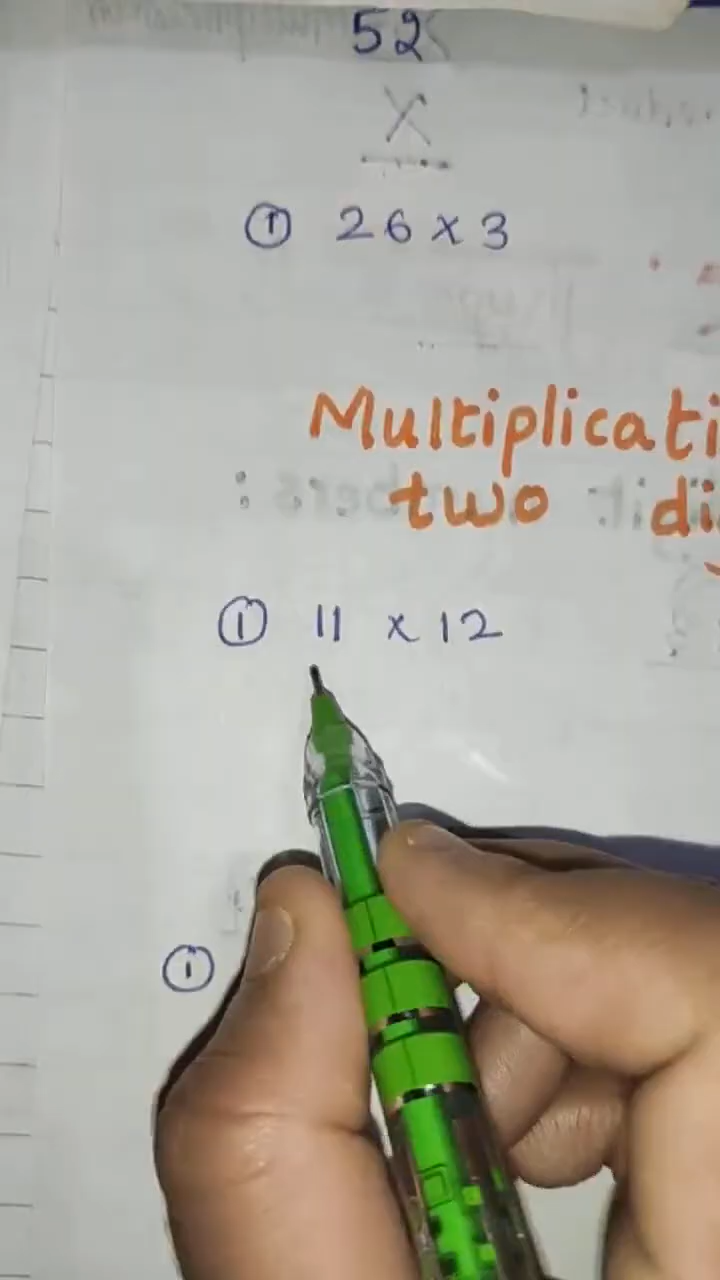 52
X
① 26 x 3
Multiplicati
two di
① 11 x 12
①